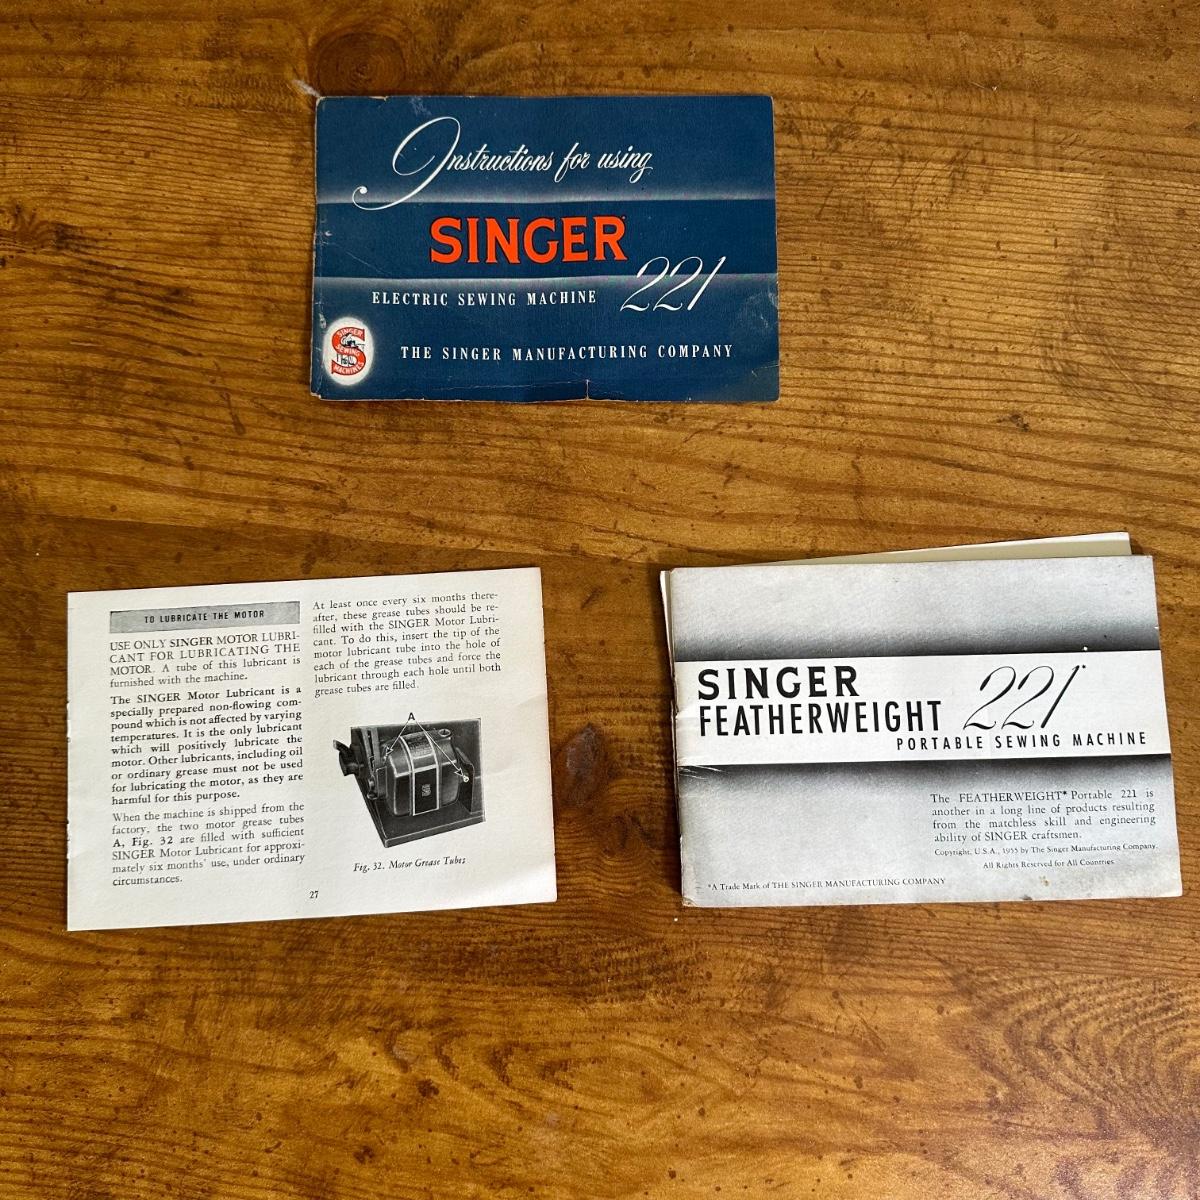 Instructions for using
SINGER
221
ELECTRIC SEWING MACHINE
SINGER
SEWING
MACHINES
THE SINGER MANUFACTURING COMPANY
TO LUBRICATE THE MOTOR
USE ONLY SINGER MOTOR LUBRI-
CANT FOR LUBRICATING THE
MOTOR. A tube of this lubricant is
furnished with the machine.
The SINGER Motor Lubricant is a
specially prepared non-flowing com-
pound which is not affected by varying
temperatures. It is the only lubricant
which will positively lubricate the
motor. Other lubricants, including oil
or ordinary grease must not be used
for lubricating the motor, as they are
harmful for this purpose.
When the machine is shipped from the
factory, the two motor grease tubes
A, Fig. 32 are filled with sufficient
SINGER Motor Lubricant for approxi-
mately six months' use, under ordinary
circumstances.
At least once every six months there-
after, these grease tubes should be re-
filled with the SINGER Motor Lubri-
cant. To do this, insert the tip of the
motor lubricant tube into the hole of
each of the grease tubes and force the
lubricant through each hole until both
grease tubes are filled.
A
Fig. 32. Motor Grease Tubes
27
SINGER
FEATHERWEIGHT 221*
PORTABLE SEWING MACHINE
The FEATHERWEIGHT* Portable 221 is
another in a long line of products resulting
from the matchless skill and engineering
ability of SINGER craftsmen.
Copyright, U.S.A., 1955 by The Singer Manufacturing Company.
All Rights Reserved for All Countries
*A Trade Mark of THE SINGER MANUFACTURING COMPANY